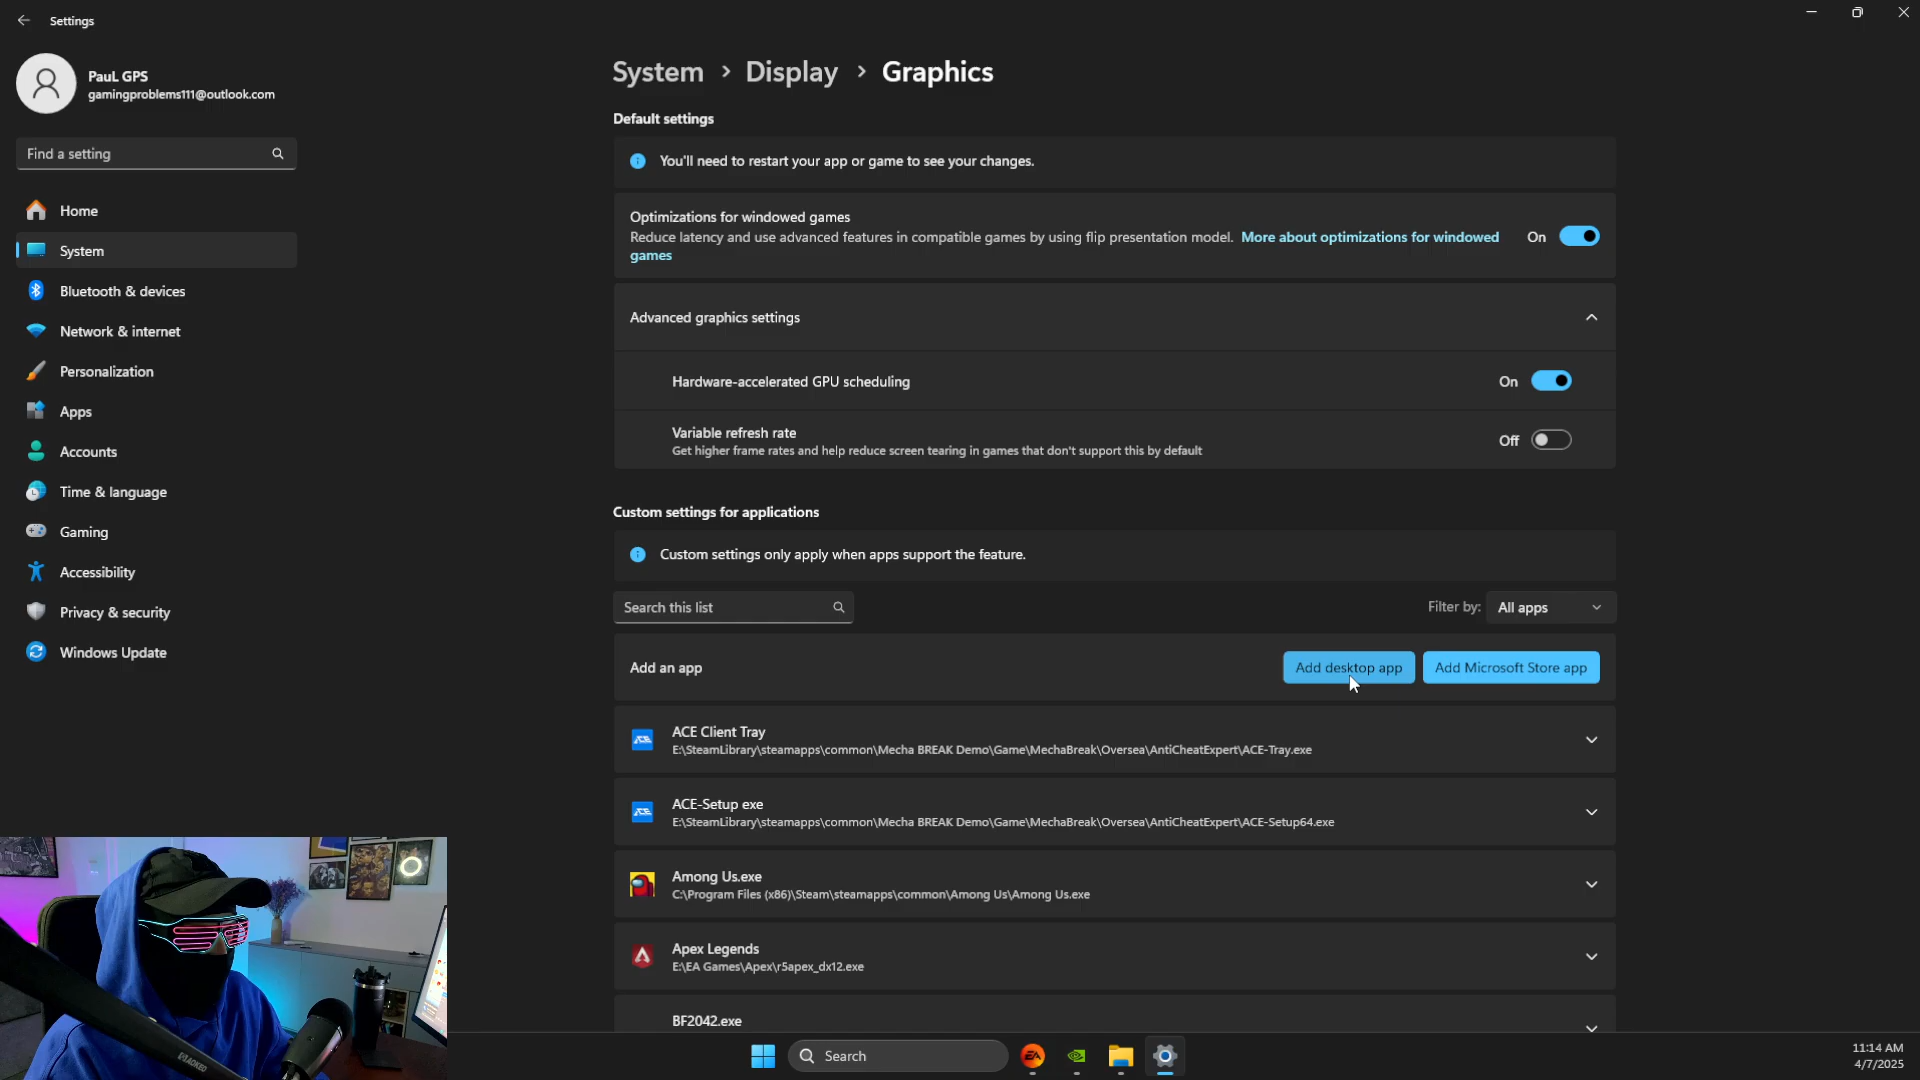 Settings
PauL GPS
gamingproblems111@outlook.com
Find a setting
Home
System
Bluetooth & devices
Network & internet
Personalization
Apps
Accounts
Time & language
Gaming
Accessibility
Privacy & security
Windows Update
System > Display > Graphics
Default settings
You'll need to restart your app or game to see your changes.
Optimizations for windowed games
Reduce latency and use advanced features in compatible games by using flip presentation model. More about optimizations for windowed
games
On
Advanced graphics settings
Hardware-accelerated GPU scheduling
On
Variable refresh rate
Get higher frame rates and help reduce screen tearing in games that don't support this by default
Off
Custom settings for applications
Custom settings only apply when apps support the feature.
Search this list
Filter by: All apps
Add an app
Add desktop app
Add Microsoft Store app
ACE Client Tray
E:\SteamLibrary\steamapps\common\Mecha BREAK Demo\Game\MechaBreak\Oversea\AntiCheatExpert\ACE-Tray.exe
ACE-Setup exe
E:\SteamLibrary\steamapps\common\Mecha BREAK Demo\Game\MechaBreak\Oversea\AntiCheatExpert\ACE-Setup64.exe
Among Us.exe
C:\Program Files (x86)\Steam\steamapps\common\Among Us\Among Us.exe
Apex Legends
E:\EA Games\Apex\r5apex_dx12.exe
BF2042.exe
Search
11:14 AM
4/7/2025